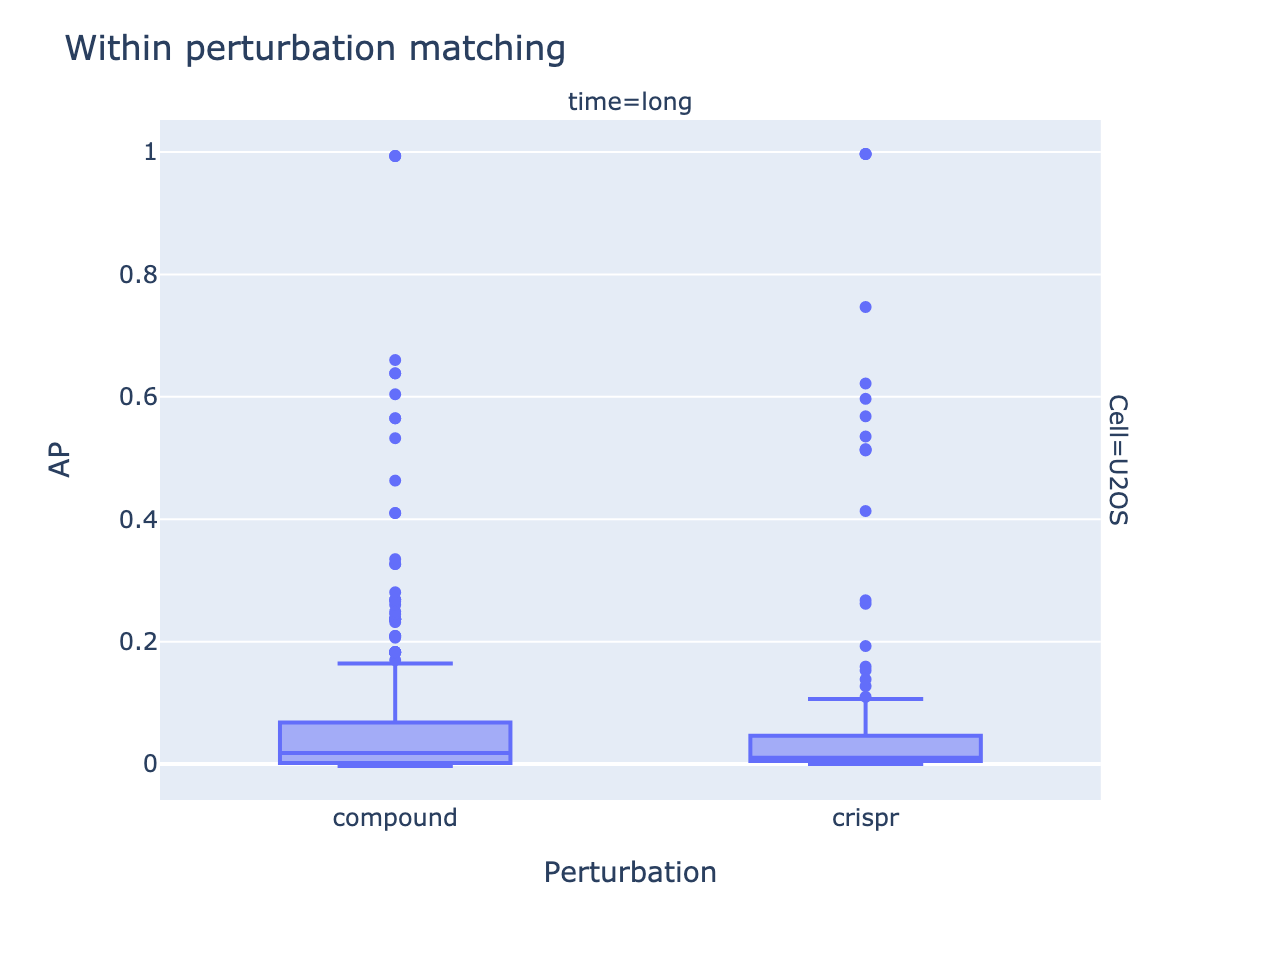 Within perturbation matching
time=long
1
0.8
0.6
0.4
0.2
0
AP
Cell=U2OS
compound
crispr
Perturbation